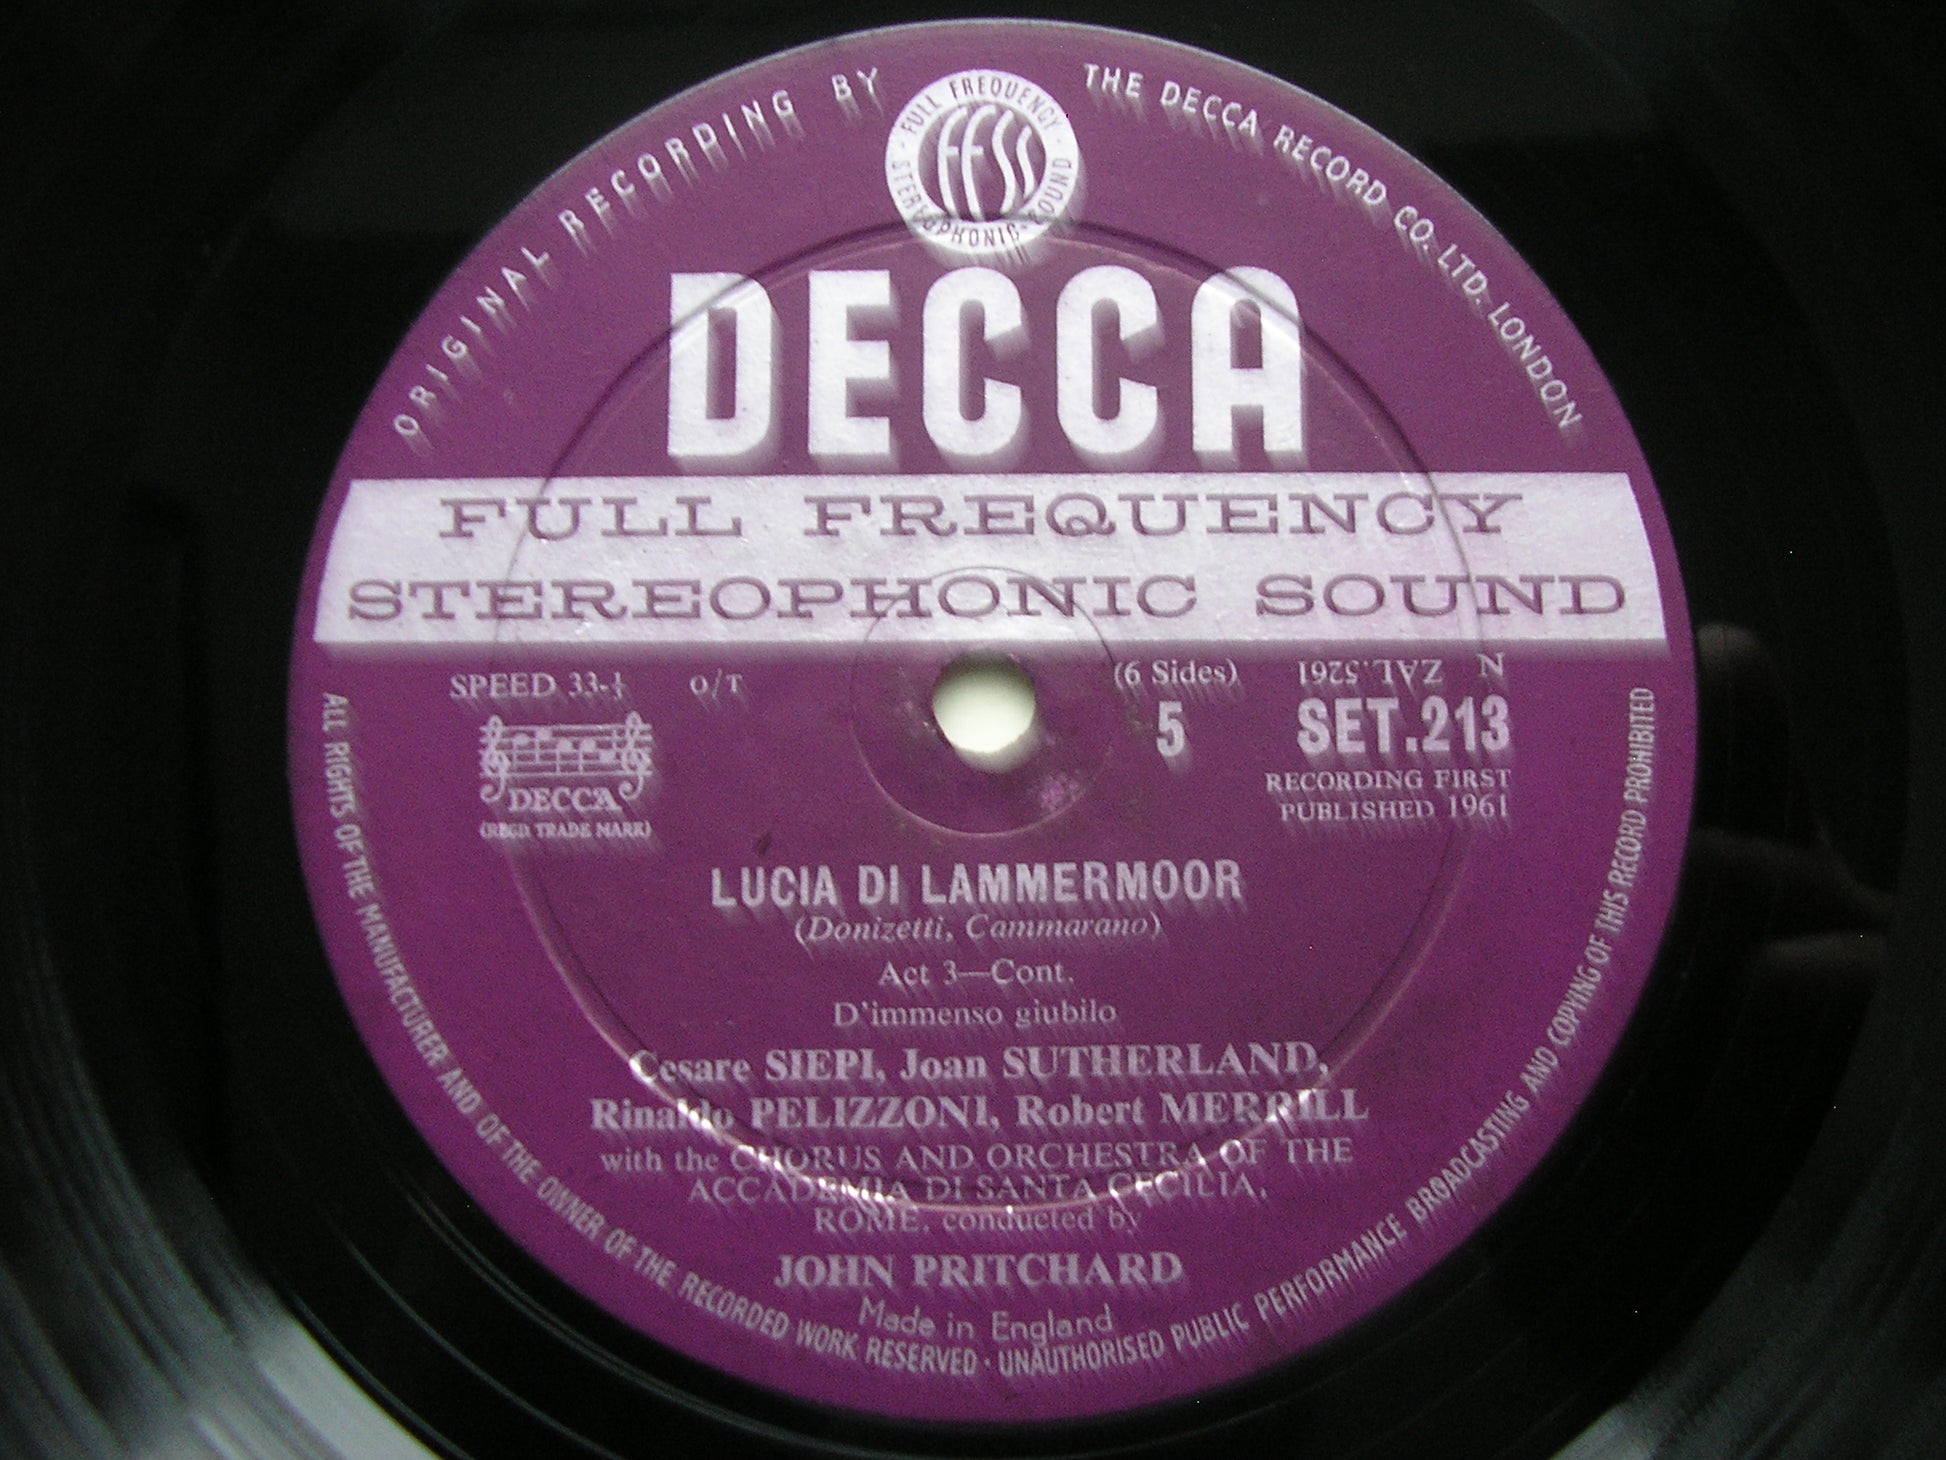 ORIGINAL RECORDING BY THE DECCA RECORD CO. LTD. LONDON
FULL FREQUENCY · STEREOPHONIC · SOUND ·
FFSS
DECCA
FULL FREQUENCY
STEREOPHONIC SOUND
SPEED 33-⅓ O/T
(6 Sides)
ZAL.5261 N
5
SET.213
RECORDING FIRST
PUBLISHED 1961
DECCA
(REGD. TRADE MARK)
LUCIA DI LAMMERMOOR
(Donizetti, Cammarano)
Act 3—Cont.
D'immenso giubilo
Cesare SIEPI, Joan SUTHERLAND,
Rinaldo PELIZZONI, Robert MERRILL
with the CHORUS AND ORCHESTRA OF THE
ACCADEMIA DI SANTA CECILIA,
ROME, conducted by
JOHN PRITCHARD
Made in England
ALL RIGHTS OF THE MANUFACTURER AND OF THE OWNER OF THE RECORDED WORK RESERVED · UNAUTHORISED PUBLIC PERFORMANCE BROADCASTING AND COPYING OF THIS RECORD PROHIBITED